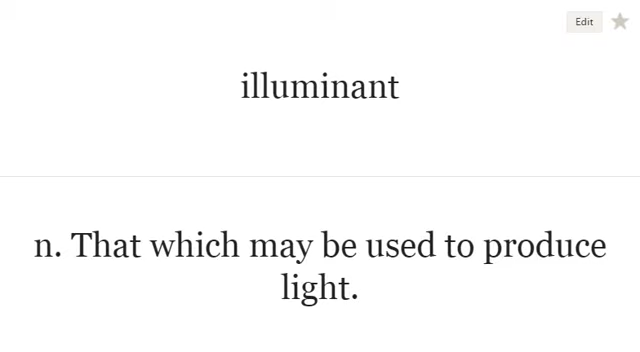 Edit
illuminant
n. That which may be used to produce
light.